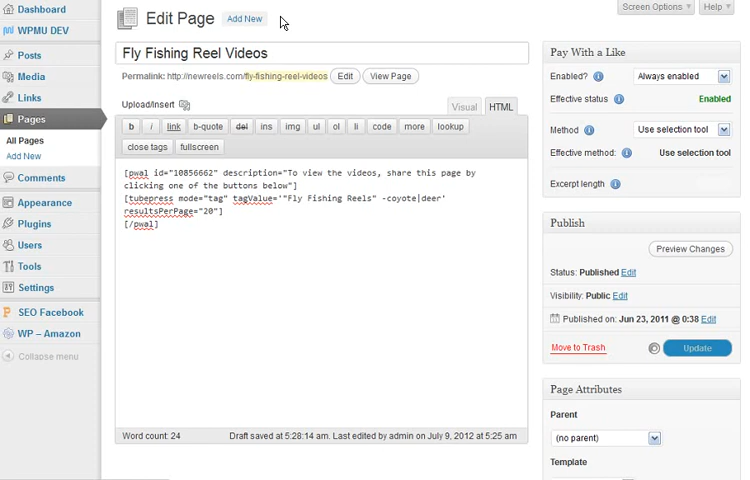 Dashboard
WPMU DEV
Posts
Media
Links
Pages
All Pages
Add New
Comments
Appearance
Plugins
Users
Tools
Settings
SEO Facebook
WP – Amazon
Collapse menu
Edit Page Add New
Screen Options Help
Fly Fishing Reel Videos
Permalink: http://newreels.com/fly-fishing-reel-videos Edit View Page
Upload/Insert
Visual HTML
b i link b-quote del ins img ul ol li code more lookup
close tags fullscreen
[pwal id="10856662" description="To view the videos, share this page by
clicking one of the buttons below"]
[tubepress mode="tag" tagValue='"Fly Fishing Reels" -coyote|deer'
resultsPerPage="20"]
[/pwal]
Word count: 24 Draft saved at 5:28:14 am. Last edited by admin on July 9, 2012 at 5:25 am
Pay With a Like
Enabled? Always enabled
Effective status Enabled
Method Use selection tool
Effective method: Use selection tool
Excerpt length
Publish
Preview Changes
Status: Published Edit
Visibility: Public Edit
Published on: Jun 23, 2011 @ 0:38 Edit
Move to Trash Update
Page Attributes
Parent
(no parent)
Template